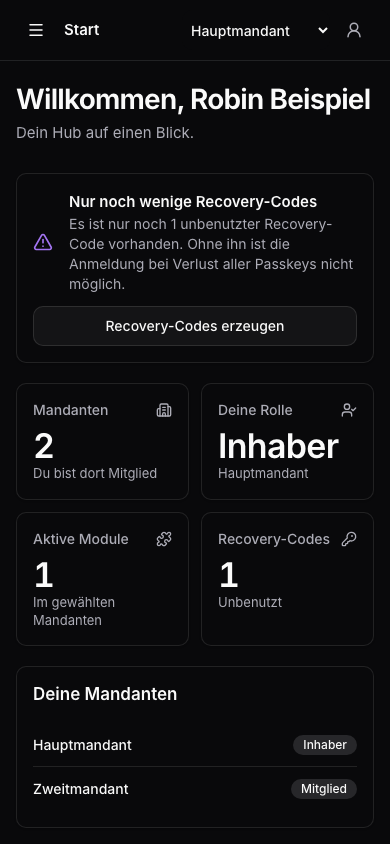 Start
Hauptmandant
Willkommen, Robin Beispiel
Dein Hub auf einen Blick.
Nur noch wenige Recovery-Codes
Es ist nur noch 1 unbenutzter Recovery-
Code vorhanden. Ohne ihn ist die
Anmeldung bei Verlust aller Passkeys nicht
möglich.
Recovery-Codes erzeugen
Mandanten
2
Du bist dort Mitglied
Deine Rolle
Inhaber
Hauptmandant
Aktive Module
1
Im gewählten
Mandanten
Recovery-Codes
1
Unbenutzt
Deine Mandanten
Hauptmandant
Inhaber
Zweitmandant
Mitglied